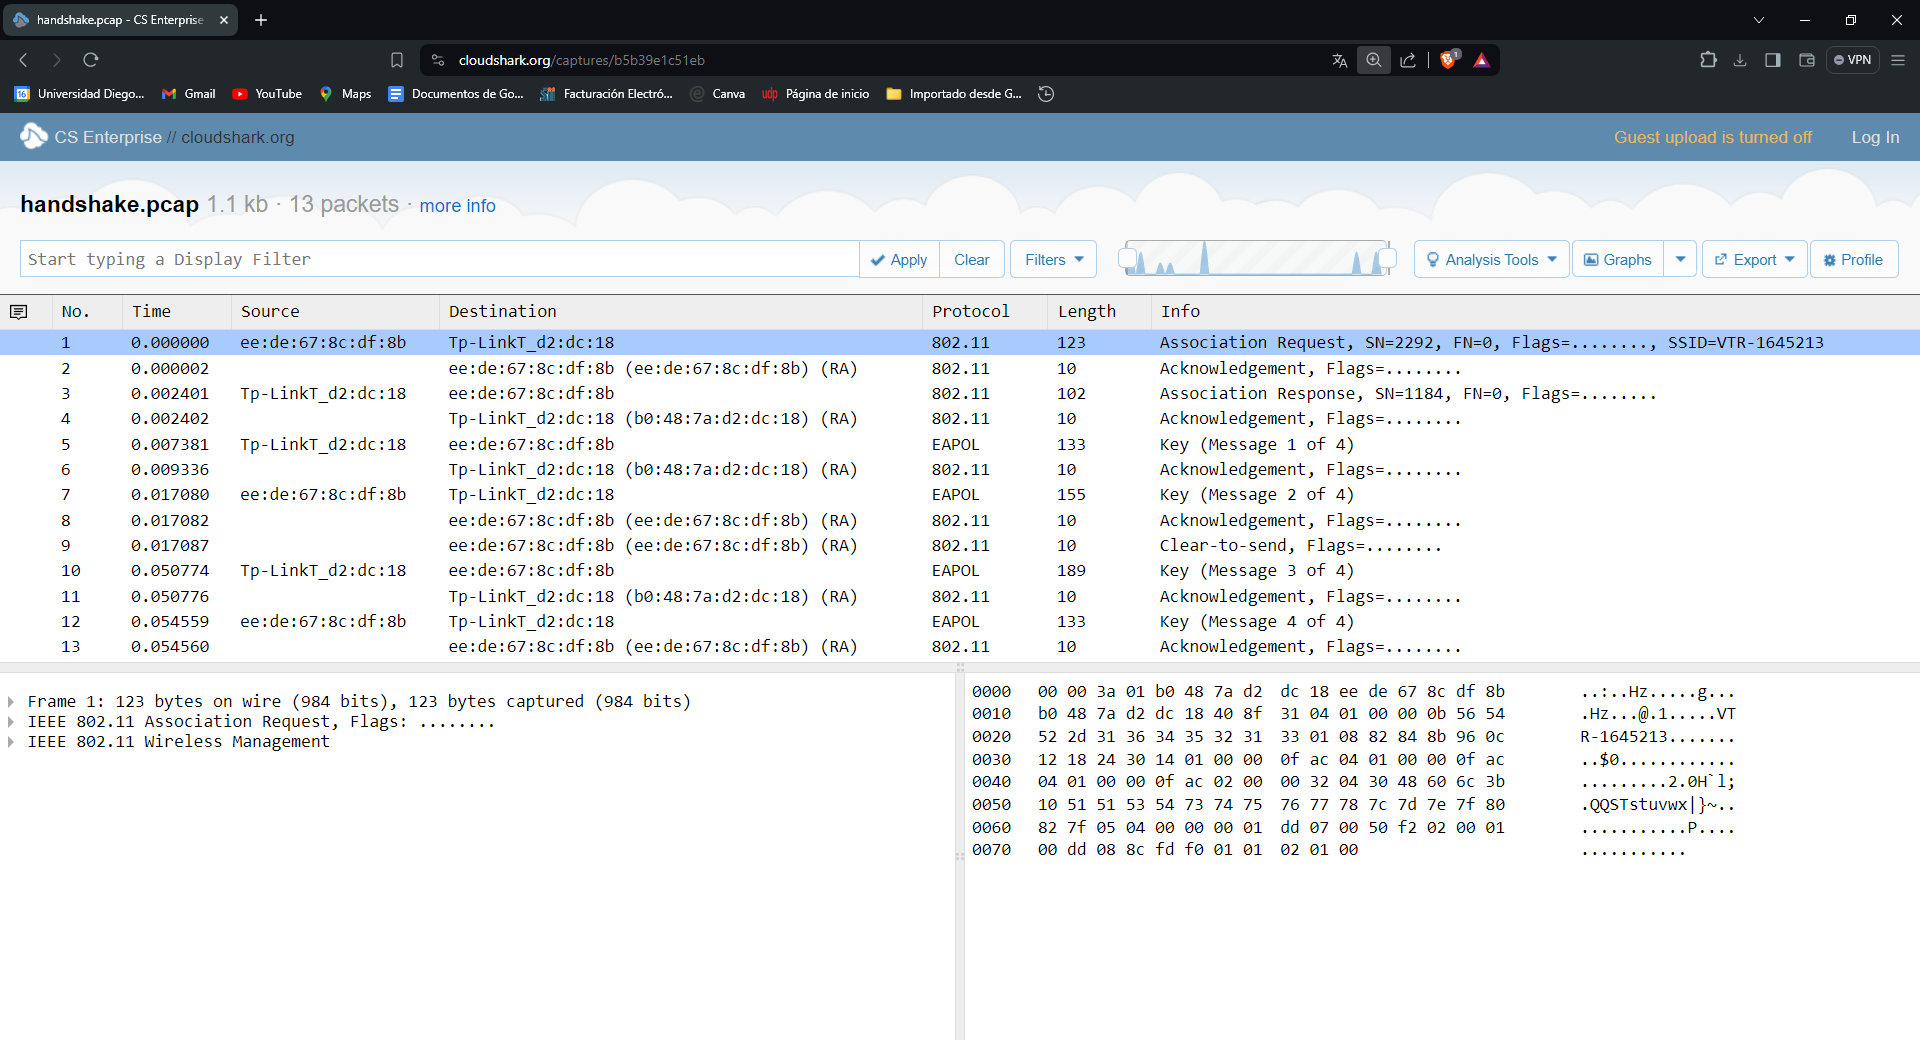 handshake.pcap - CS Enterprise
cloudshark.org/captures/b5b39e1c51eb
1
VPN
16 Universidad Diego... Gmail YouTube Maps Documentos de Go... Facturación Electró... Canva udp Página de inicio Importado desde G...
CS Enterprise // cloudshark.org Guest upload is turned off Log In
handshake.pcap 1.1 kb · 13 packets · more info
Start typing a Display Filter Apply Clear Filters Analysis Tools Graphs Export Profile
No. Time Source Destination Protocol Length Info
1 0.000000 ee:de:67:8c:df:8b Tp-LinkT_d2:dc:18 802.11 123 Association Request, SN=2292, FN=0, Flags=........, SSID=VTR-1645213
2 0.000002 ee:de:67:8c:df:8b (ee:de:67:8c:df:8b) (RA) 802.11 10 Acknowledgement, Flags=........
3 0.002401 Tp-LinkT_d2:dc:18 ee:de:67:8c:df:8b 802.11 102 Association Response, SN=1184, FN=0, Flags=........
4 0.002402 Tp-LinkT_d2:dc:18 (b0:48:7a:d2:dc:18) (RA) 802.11 10 Acknowledgement, Flags=........
5 0.007381 Tp-LinkT_d2:dc:18 ee:de:67:8c:df:8b EAPOL 133 Key (Message 1 of 4)
6 0.009336 Tp-LinkT_d2:dc:18 (b0:48:7a:d2:dc:18) (RA) 802.11 10 Acknowledgement, Flags=........
7 0.017080 ee:de:67:8c:df:8b Tp-LinkT_d2:dc:18 EAPOL 155 Key (Message 2 of 4)
8 0.017082 ee:de:67:8c:df:8b (ee:de:67:8c:df:8b) (RA) 802.11 10 Acknowledgement, Flags=........
9 0.017087 ee:de:67:8c:df:8b (ee:de:67:8c:df:8b) (RA) 802.11 10 Clear-to-send, Flags=........
10 0.050774 Tp-LinkT_d2:dc:18 ee:de:67:8c:df:8b EAPOL 189 Key (Message 3 of 4)
11 0.050776 Tp-LinkT_d2:dc:18 (b0:48:7a:d2:dc:18) (RA) 802.11 10 Acknowledgement, Flags=........
12 0.054559 ee:de:67:8c:df:8b Tp-LinkT_d2:dc:18 EAPOL 133 Key (Message 4 of 4)
13 0.054560 ee:de:67:8c:df:8b (ee:de:67:8c:df:8b) (RA) 802.11 10 Acknowledgement, Flags=........
Frame 1: 123 bytes on wire (984 bits), 123 bytes captured (984 bits)
IEEE 802.11 Association Request, Flags: ........
IEEE 802.11 Wireless Management
0000 00 00 3a 01 b0 48 7a d2 dc 18 ee de 67 8c df 8b ..:..Hz.....g...
0010 b0 48 7a d2 dc 18 40 8f 31 04 01 00 00 0b 56 54 .Hz...@.1.....VT
0020 52 2d 31 36 34 35 32 31 33 01 08 82 84 8b 96 0c R-1645213.......
0030 12 18 24 30 14 01 00 00 0f ac 04 01 00 00 0f ac ..$0............
0040 04 01 00 00 0f ac 02 00 00 32 04 30 48 60 6c 3b .........2.0H`l;
0050 10 51 51 53 54 73 74 75 76 77 78 7c 7d 7e 7f 80 .QQSTstuvwx|}~..
0060 82 7f 05 04 00 00 00 01 dd 07 00 50 f2 02 00 01 ...........P....
0070 00 dd 08 8c fd f0 01 01 02 01 00 ...........